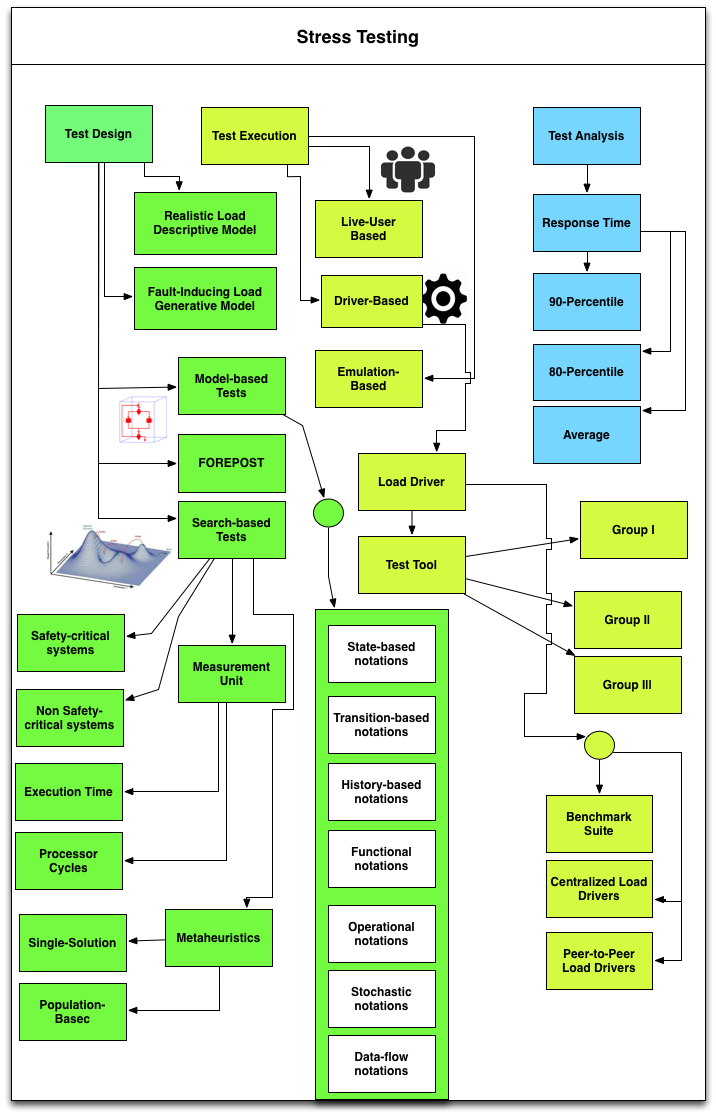 Stress Testing
Test Design
Realistic Load
Descriptive Model
Fault-Inducing Load
Generative Model
Model-based
Tests
FOREPOST
Search-based
Tests
Safety-critical
systems
Non Safety-
critical systems
Measurement
Unit
Execution Time
Processor
Cycles
Metaheuristics
Single-Solution
Population-
Basec
State-based
notations
Transition-based
notations
History-based
notations
Functional
notations
Operational
notations
Stochastic
notations
Data-flow
notations
Test Execution
Live-User
Based
Driver-Based
Emulation-
Based
Load Driver
Test Tool
Group I
Group II
Group III
Benchmark
Suite
Centralized Load
Drivers
Peer-to-Peer
Load Drivers
Test Analysis
Response Time
90-Percentile
80-Percentile
Average